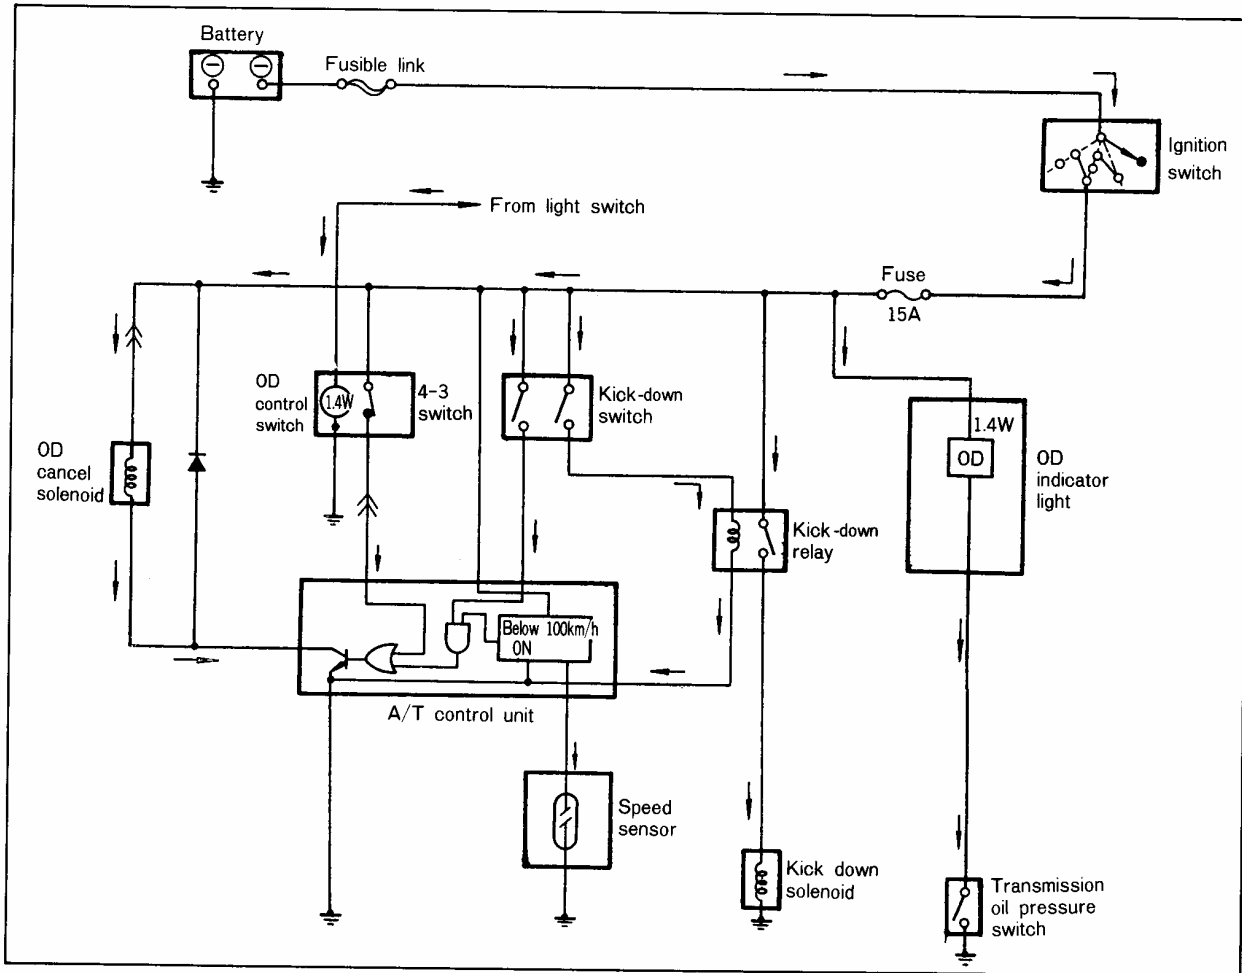 Battery
Fusible link
Ignition
switch
From light switch
Fuse
15A
OD
control
switch
1.4W
4-3
switch
Kick-down
switch
1.4W
OD
OD
indicator
light
OD
cancel
solenoid
Kick-down
relay
Below 100km/h
ON
A/T control unit
Speed
sensor
Kick down
solenoid
Transmission
oil pressure
switch